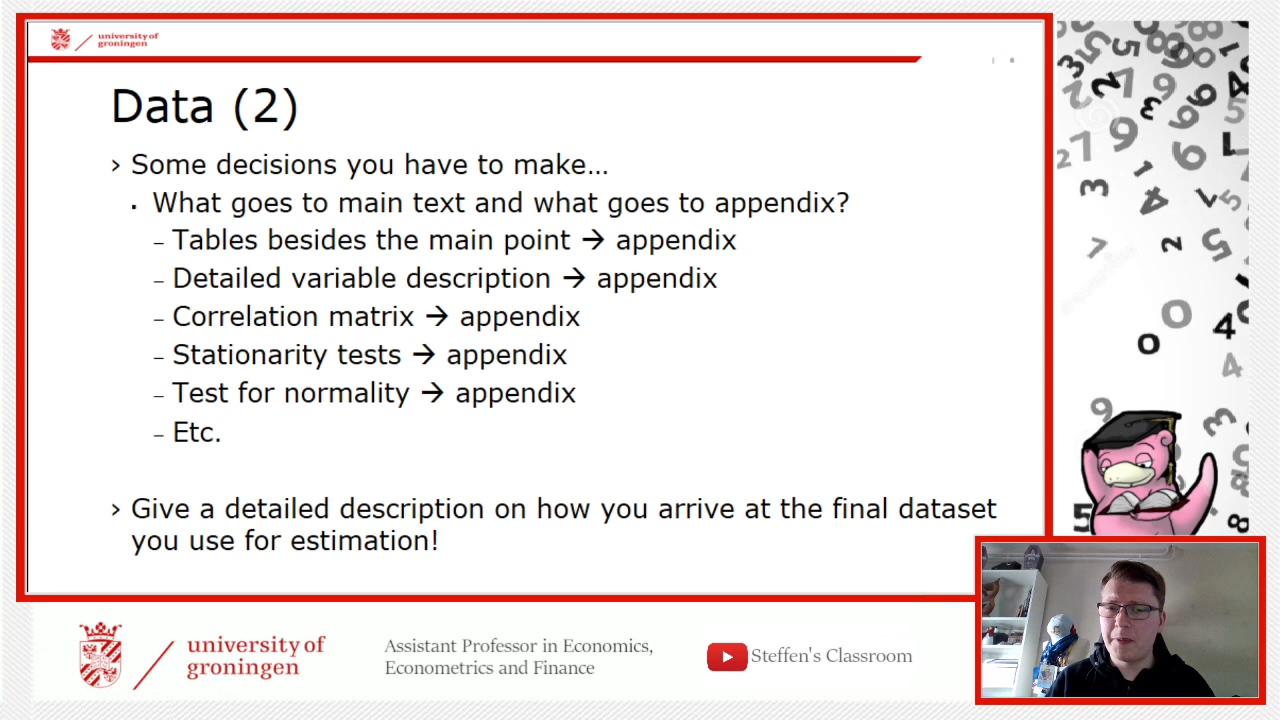 university of
groningen
Data (2)
› Some decisions you have to make…
▪ What goes to main text and what goes to appendix?
– Tables besides the main point → appendix
– Detailed variable description → appendix
– Correlation matrix → appendix
– Stationarity tests → appendix
– Test for normality → appendix
– Etc.
› Give a detailed description on how you arrive at the final dataset
you use for estimation!
university of
groningen
Assistant Professor in Economics,
Econometrics and Finance
Steffen's Classroom